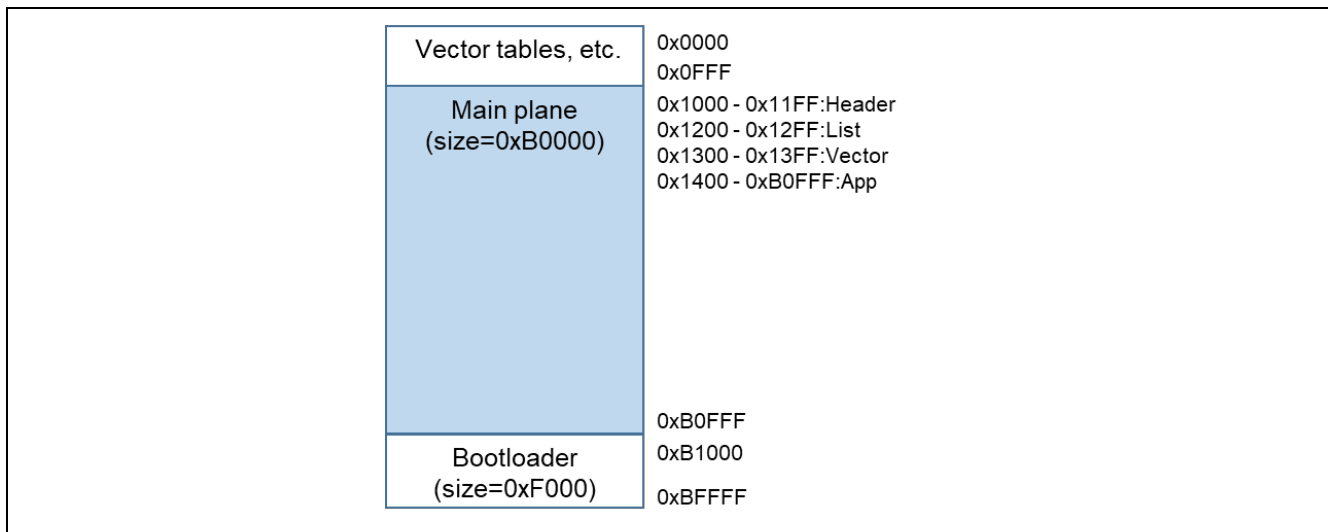 Vector tables, etc.
0x0000
0x0FFF
Main plane
(size=0xB0000)
0x1000 - 0x11FF:Header
0x1200 - 0x12FF:List
0x1300 - 0x13FF:Vector
0x1400 - 0xB0FFF:App
0xB0FFF
Bootloader
(size=0xF000)
0xB1000
0xBFFFF